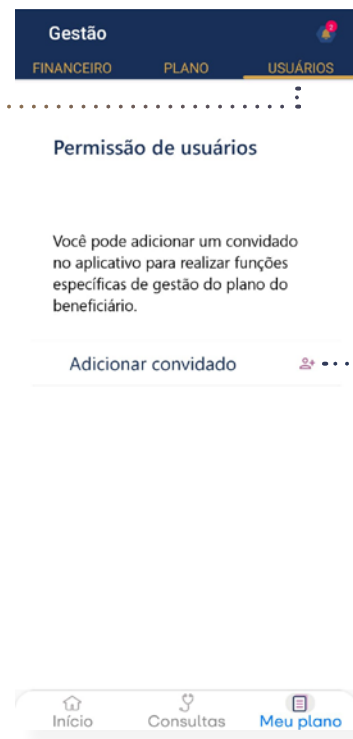 Gestão
2
FINANCEIRO PLANO USUÁRIOS
Permissão de usuários
Você pode adicionar um convidado
no aplicativo para realizar funções
específicas de gestão do plano do
beneficiário.
Adicionar convidado
Início Consultas Meu plano